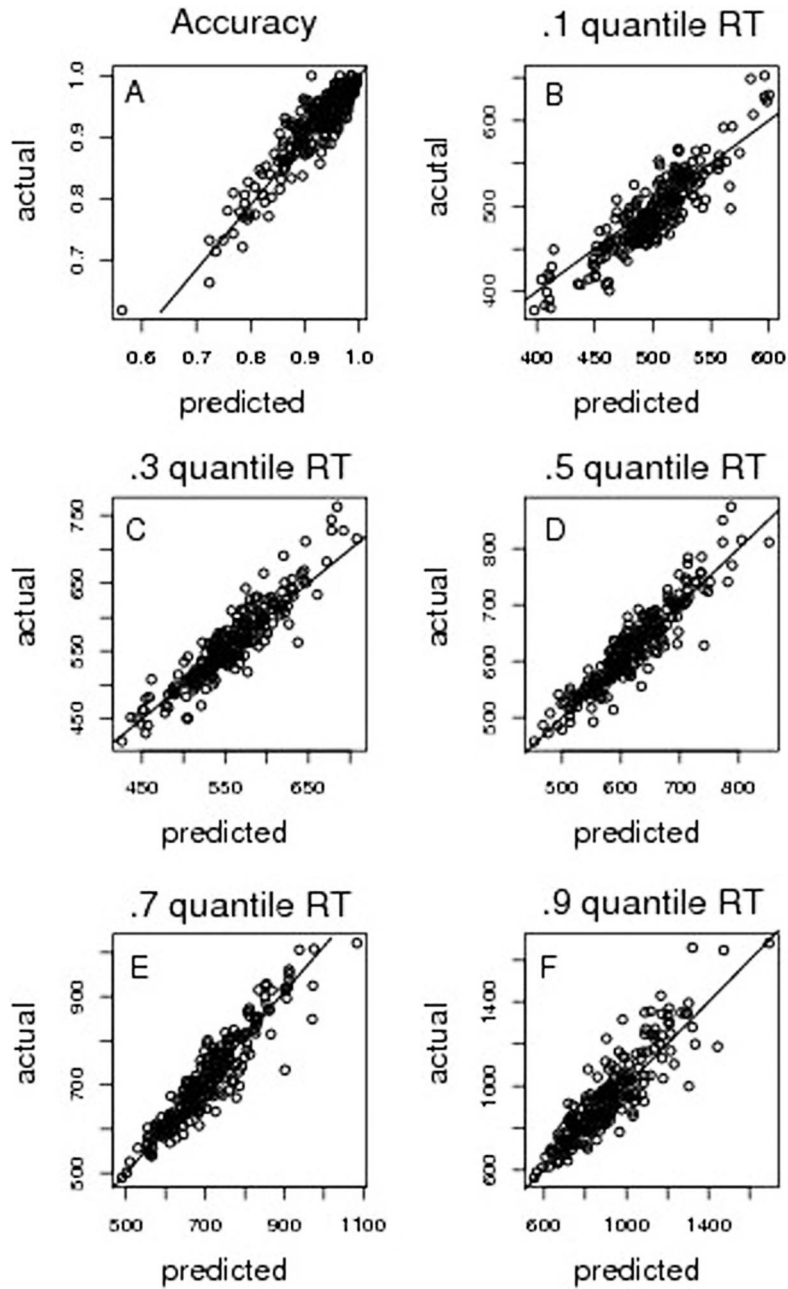 Accuracy
.1 quantile RT
A
B
actual
acutal
0.7 0.8 0.9 1.0
400 500 600
0.6 0.7 0.8 0.9 1.0
400 450 500 550 600
predicted
predicted
.3 quantile RT
.5 quantile RT
C
D
actual
actual
450 550 650 750
500 600 700 800
450 550 650
500 600 700 800
predicted
predicted
.7 quantile RT
.9 quantile RT
E
F
actual
actual
500 700 900
600 1000 1400
500 700 900 1100
600 1000 1400
predicted
predicted